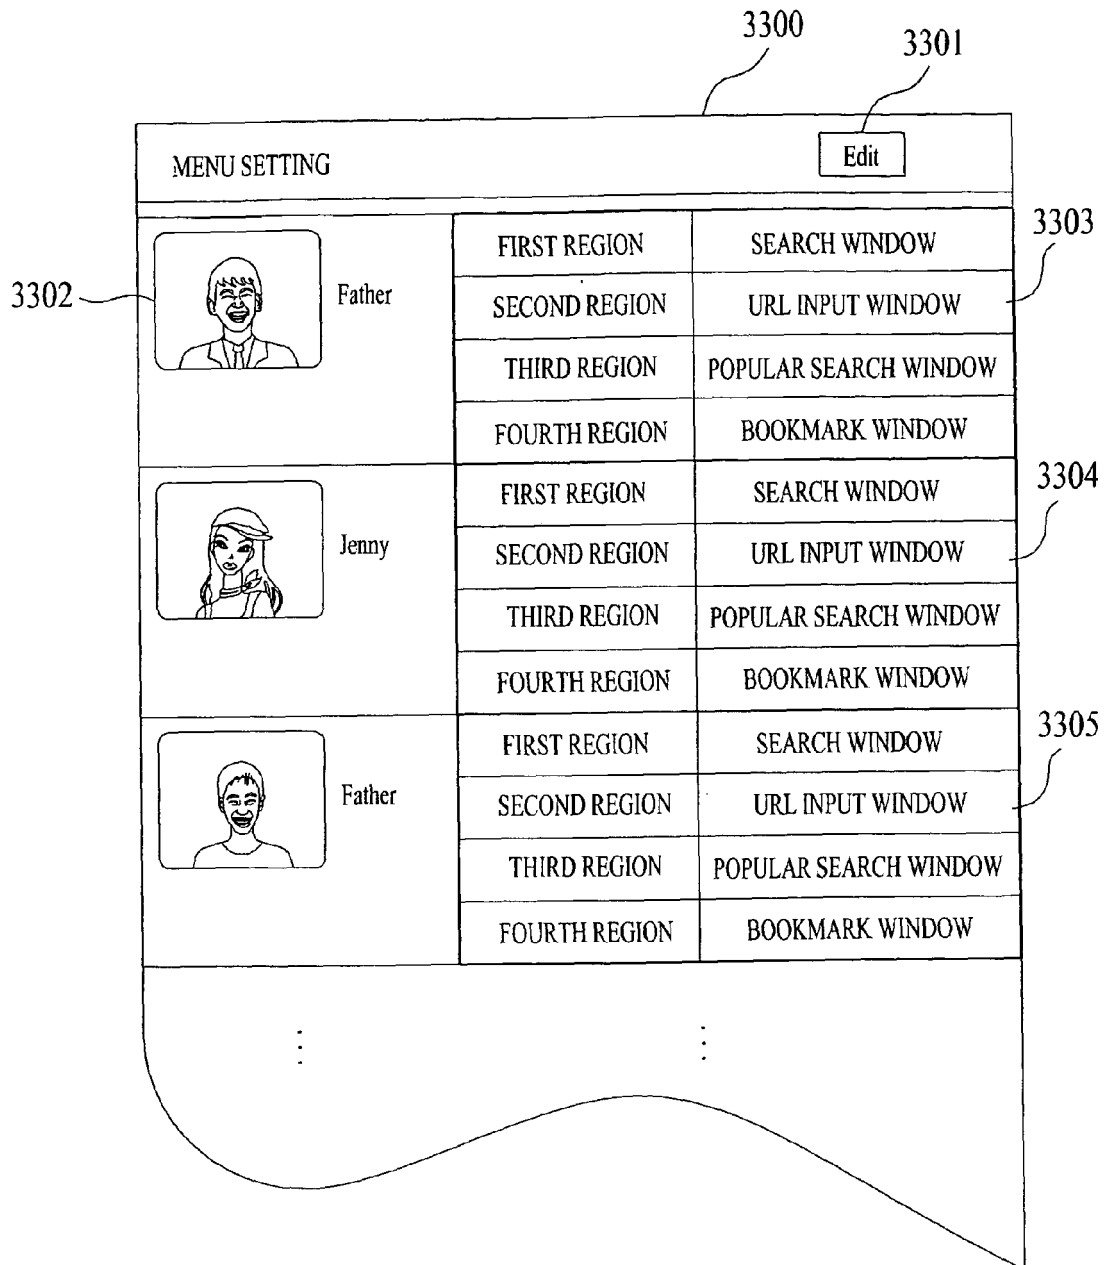 3300
3301
MENU SETTING
Edit
3302
Father
FIRST REGION
SEARCH WINDOW
3303
SECOND REGION
URL INPUT WINDOW
THIRD REGION
POPULAR SEARCH WINDOW
FOURTH REGION
BOOKMARK WINDOW
Jenny
FIRST REGION
SEARCH WINDOW
3304
SECOND REGION
URL INPUT WINDOW
THIRD REGION
POPULAR SEARCH WINDOW
FOURTH REGION
BOOKMARK WINDOW
Father
FIRST REGION
SEARCH WINDOW
3305
SECOND REGION
URL INPUT WINDOW
THIRD REGION
POPULAR SEARCH WINDOW
FOURTH REGION
BOOKMARK WINDOW